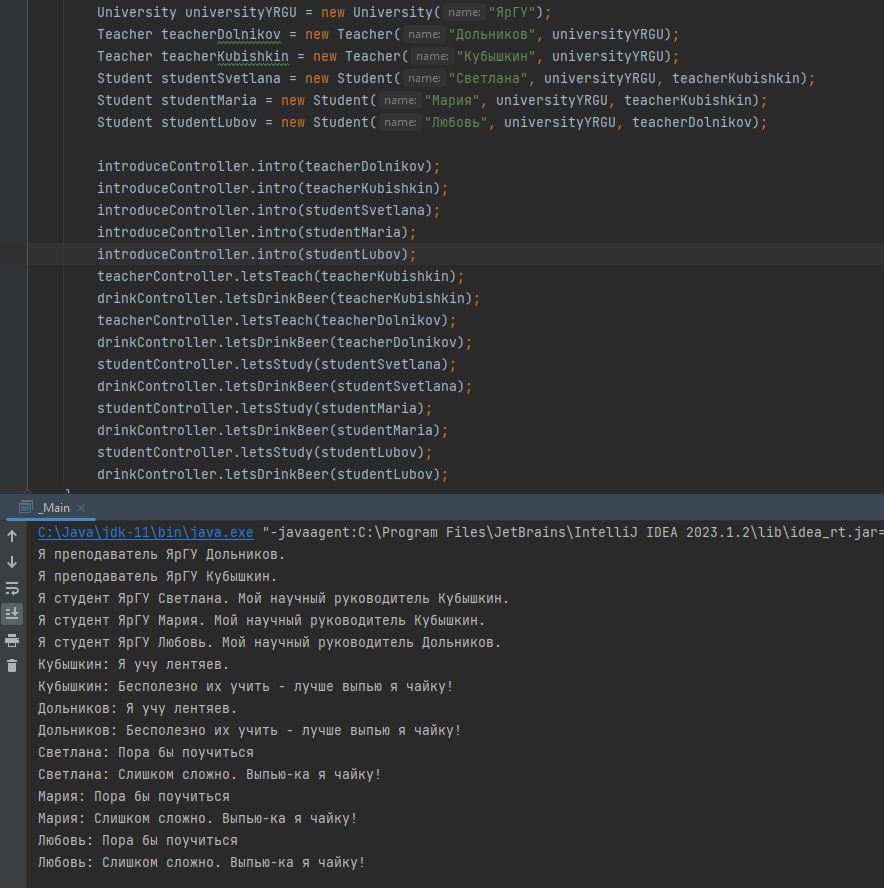 University universityYRGU = new University( name: "ЯрГУ");
Teacher teacherDolnikov = new Teacher( name: "Дольников", universityYRGU);
Teacher teacherKubishkin = new Teacher( name: "Кубышкин", universityYRGU);
Student studentSvetlana = new Student( name: "Светлана", universityYRGU, teacherKubishkin);
Student studentMaria = new Student( name: "Мария", universityYRGU, teacherKubishkin);
Student studentLubov = new Student( name: "Любовь", universityYRGU, teacherDolnikov);
introduceController.intro(teacherDolnikov);
introduceController.intro(teacherKubishkin);
introduceController.intro(studentSvetlana);
introduceController.intro(studentMaria);
introduceController.intro(studentLubov);
teacherController.letsTeach(teacherKubishkin);
drinkController.letsDrinkBeer(teacherKubishkin);
teacherController.letsTeach(teacherDolnikov);
drinkController.letsDrinkBeer(teacherDolnikov);
studentController.letsStudy(studentSvetlana);
drinkController.letsDrinkBeer(studentSvetlana);
studentController.letsStudy(studentMaria);
drinkController.letsDrinkBeer(studentMaria);
studentController.letsStudy(studentLubov);
drinkController.letsDrinkBeer(studentLubov);
_Main ×
C:\Java\jdk-11\bin\java.exe "-javaagent:C:\Program Files\JetBrains\IntelliJ IDEA 2023.1.2\lib\idea_rt.jar=
Я преподаватель ЯрГУ Дольников.
Я преподаватель ЯрГУ Кубышкин.
Я студент ЯрГУ Светлана. Мой научный руководитель Кубышкин.
Я студент ЯрГУ Мария. Мой научный руководитель Кубышкин.
Я студент ЯрГУ Любовь. Мой научный руководитель Дольников.
Кубышкин: Я учу лентяев.
Кубышкин: Бесполезно их учить - лучше выпью я чайку!
Дольников: Я учу лентяев.
Дольников: Бесполезно их учить - лучше выпью я чайку!
Светлана: Пора бы поучиться
Светлана: Слишком сложно. Выпью-ка я чайку!
Мария: Пора бы поучиться
Мария: Слишком сложно. Выпью-ка я чайку!
Любовь: Пора бы поучиться
Любовь: Слишком сложно. Выпью-ка я чайку!